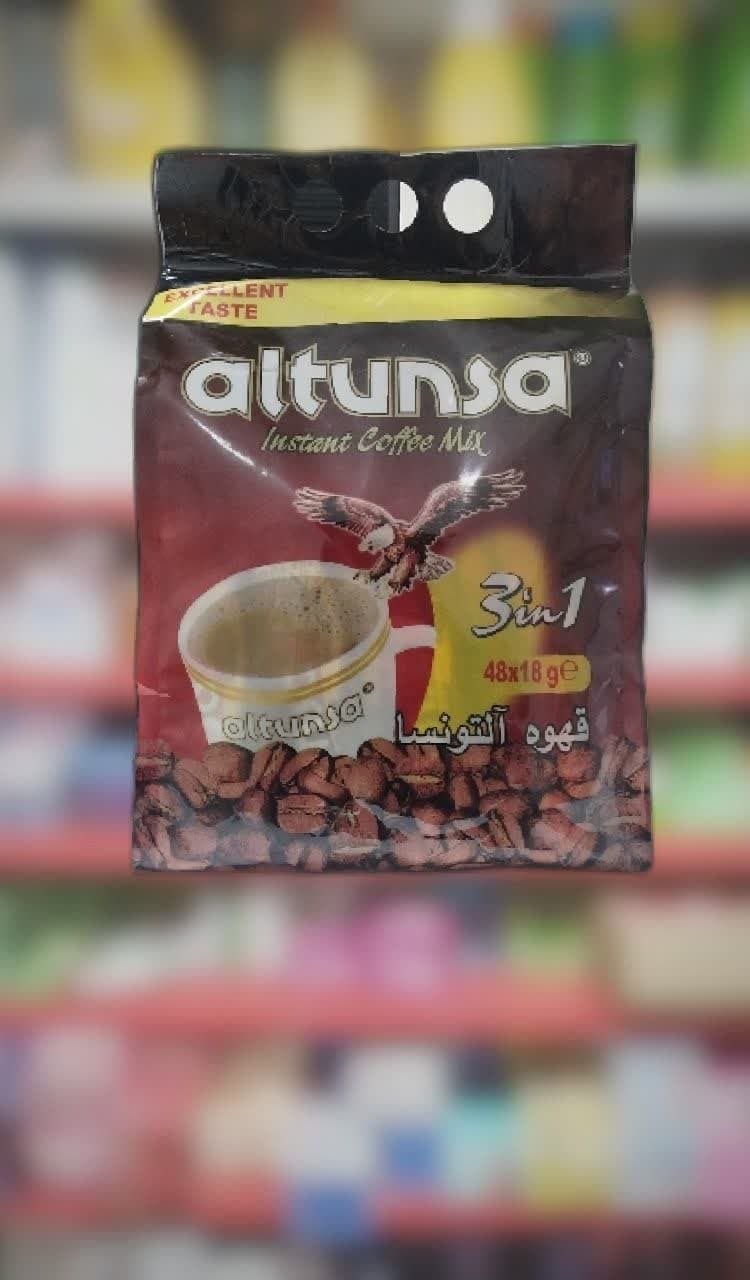 EXCELLENT
TASTE
altunsa®
Instant Coffee Mix
3in1
48x18 g℮
altunsa®
قهوه آلتونسا